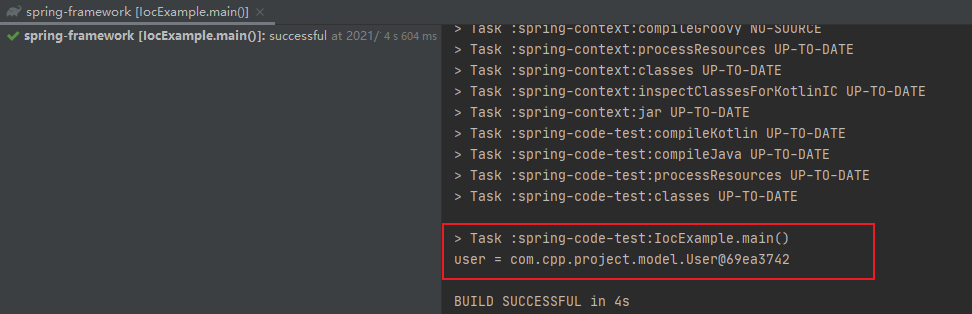 spring-framework [IocExample.main()] ×
spring-framework [IocExample.main()]: successful at 2021/ 4 s 604 ms
> Task :spring-context:compileGroovy NO-SOURCE
> Task :spring-context:processResources UP-TO-DATE
> Task :spring-context:classes UP-TO-DATE
> Task :spring-context:inspectClassesForKotlinIC UP-TO-DATE
> Task :spring-context:jar UP-TO-DATE
> Task :spring-code-test:compileKotlin UP-TO-DATE
> Task :spring-code-test:compileJava UP-TO-DATE
> Task :spring-code-test:processResources UP-TO-DATE
> Task :spring-code-test:classes UP-TO-DATE
> Task :spring-code-test:IocExample.main()
user = com.cpp.project.model.User@69ea3742
BUILD SUCCESSFUL in 4s